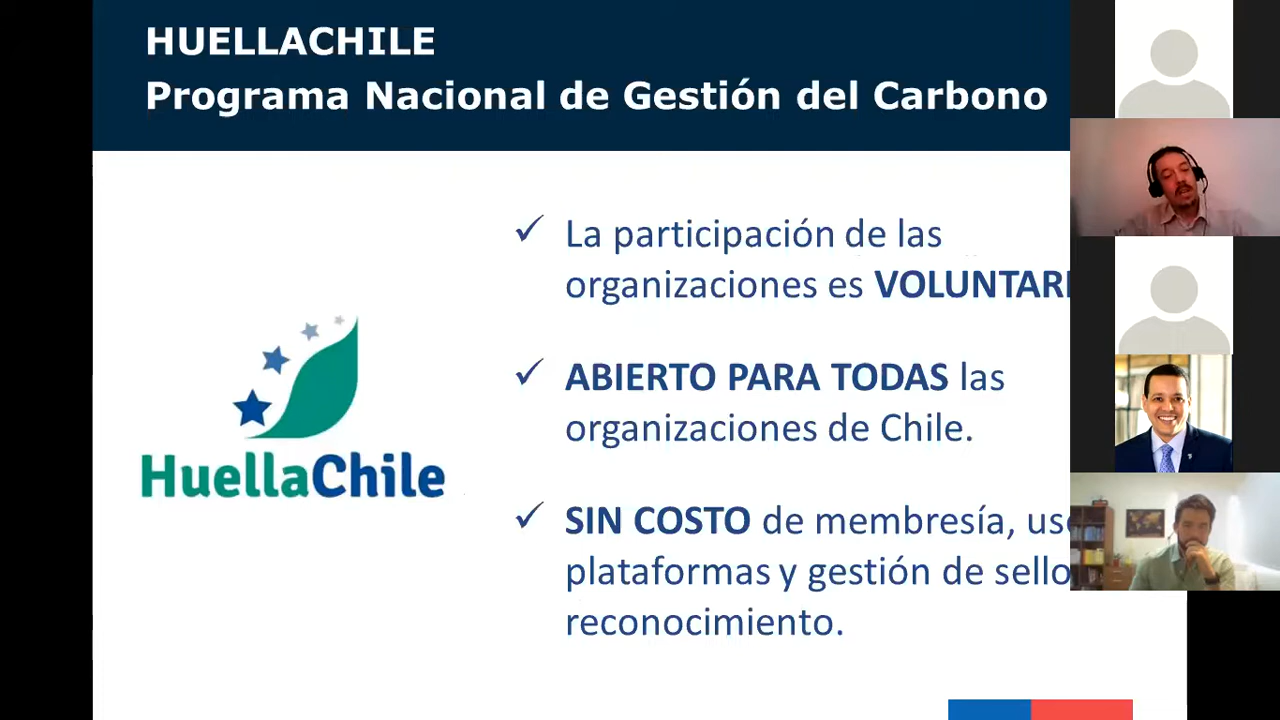 HUELLACHILE
Programa Nacional de Gestión del Carbono
✓ La participación de las
organizaciones es VOLUNTARI
✓ ABIERTO PARA TODAS las
organizaciones de Chile.
✓ SIN COSTO de membresía, us
plataformas y gestión de sello
reconocimiento.
HuellaChile